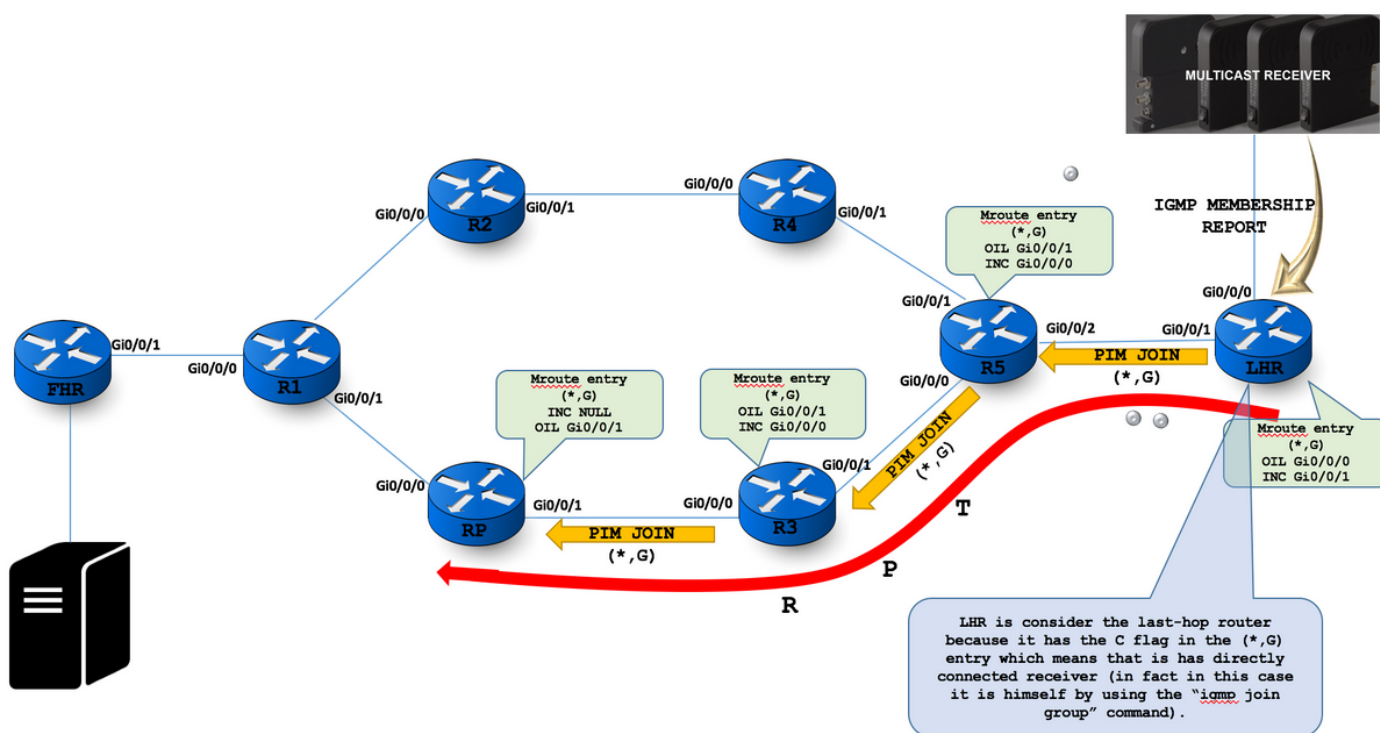 MULTICAST RECEIVER
IGMP MEMBERSHIP
REPORT
Gi0/0/0
R2
Gi0/0/1
Gi0/0/0
R4
Gi0/0/1
Mroute entry
(*,G)
OIL Gi0/0/1
INC Gi0/0/0
Gi0/0/0
Gi0/0/1
R5
Gi0/0/2
Gi0/0/1
LHR
PIM JOIN
(*,G)
FHR
Gi0/0/1
Gi0/0/0
R1
Gi0/0/1
Mroute entry
(*,G)
INC NULL
OIL Gi0/0/1
Mroute entry
(*,G)
OIL Gi0/0/1
INC Gi0/0/0
Gi0/0/0
PIM JOIN
(*,G)
Mroute entry
(*,G)
OIL Gi0/0/0
INC Gi0/0/1
Gi0/0/0
RP
Gi0/0/1
Gi0/0/0
R3
Gi0/0/1
PIM JOIN
(*,G)
R
P
T
LHR is consider the last-hop router
because it has the C flag in the (*,G)
entry which means that is has directly
connected receiver (in fact in this case
it is himself by using the “igmp join
group” command).